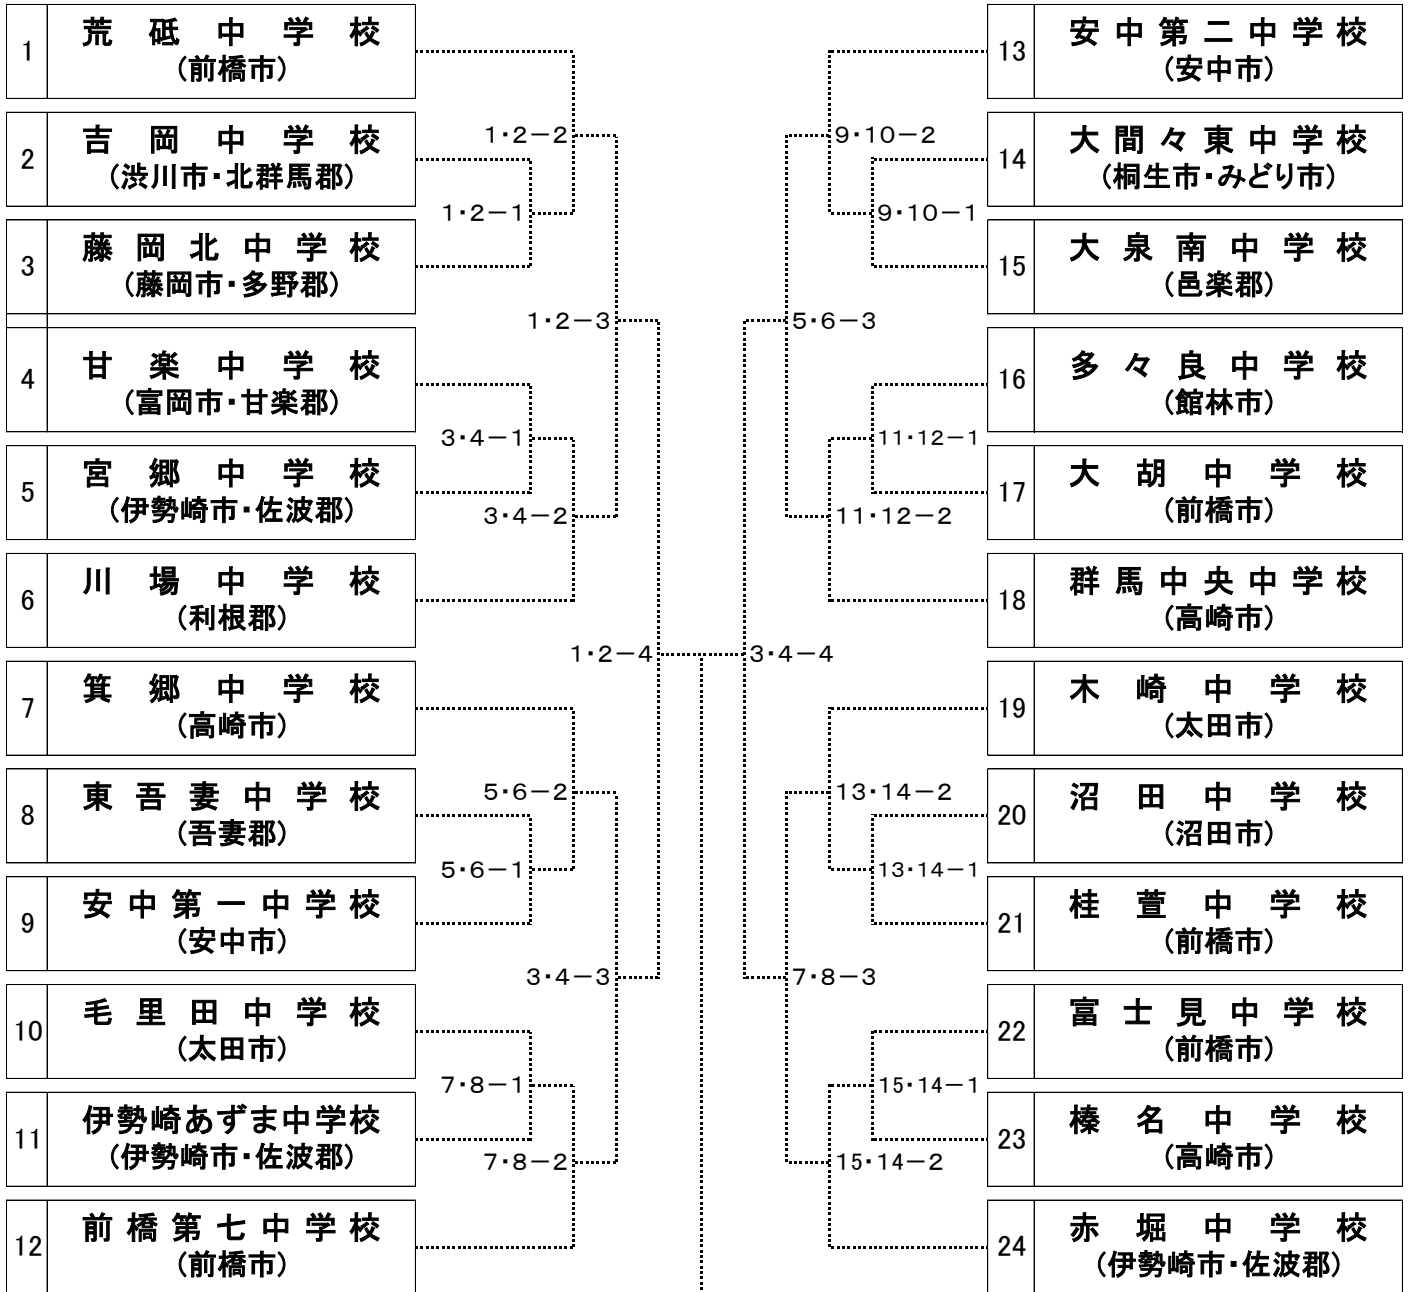 1
荒砥中学校
（前橋市）
2
吉岡中学校
（渋川市・北群馬郡）
3
藤岡北中学校
（藤岡市・多野郡）
4
甘楽中学校
（富岡市・甘楽郡）
5
宮郷中学校
（伊勢崎市・佐波郡）
6
川場中学校
（利根郡）
7
箕郷中学校
（高崎市）
8
東吾妻中学校
（吾妻郡）
9
安中第一中学校
（安中市）
10
毛里田中学校
（太田市）
11
伊勢崎あずま中学校
（伊勢崎市・佐波郡）
12
前橋第七中学校
（前橋市）
1・2－2
1・2－1
1・2－3
3・4－1
3・4－2
1・2－4
5・6－2
5・6－1
3・4－3
7・8－1
7・8－2
9・10－2
9・10－1
5・6－3
11・12－1
11・12－2
3・4－4
13・14－2
13・14－1
7・8－3
15・14－1
15・14－2
13
安中第二中学校
（安中市）
14
大間々東中学校
（桐生市・みどり市）
15
大泉南中学校
（邑楽郡）
16
多々良中学校
（館林市）
17
大胡中学校
（前橋市）
18
群馬中央中学校
（高崎市）
19
木崎中学校
（太田市）
20
沼田中学校
（沼田市）
21
桂萱中学校
（前橋市）
22
富士見中学校
（前橋市）
23
榛名中学校
（高崎市）
24
赤堀中学校
（伊勢崎市・佐波郡）